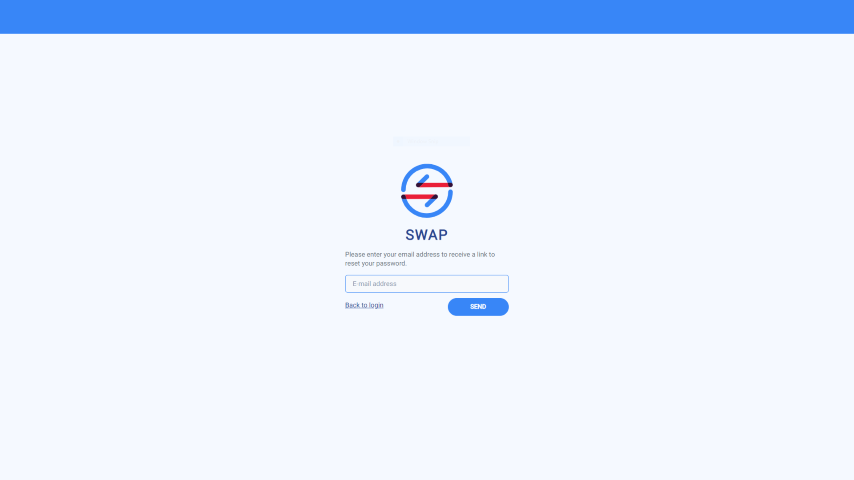 SWAP
Please enter your email address to receive a link to
reset your password.
E-mail address
Back to login
SEND